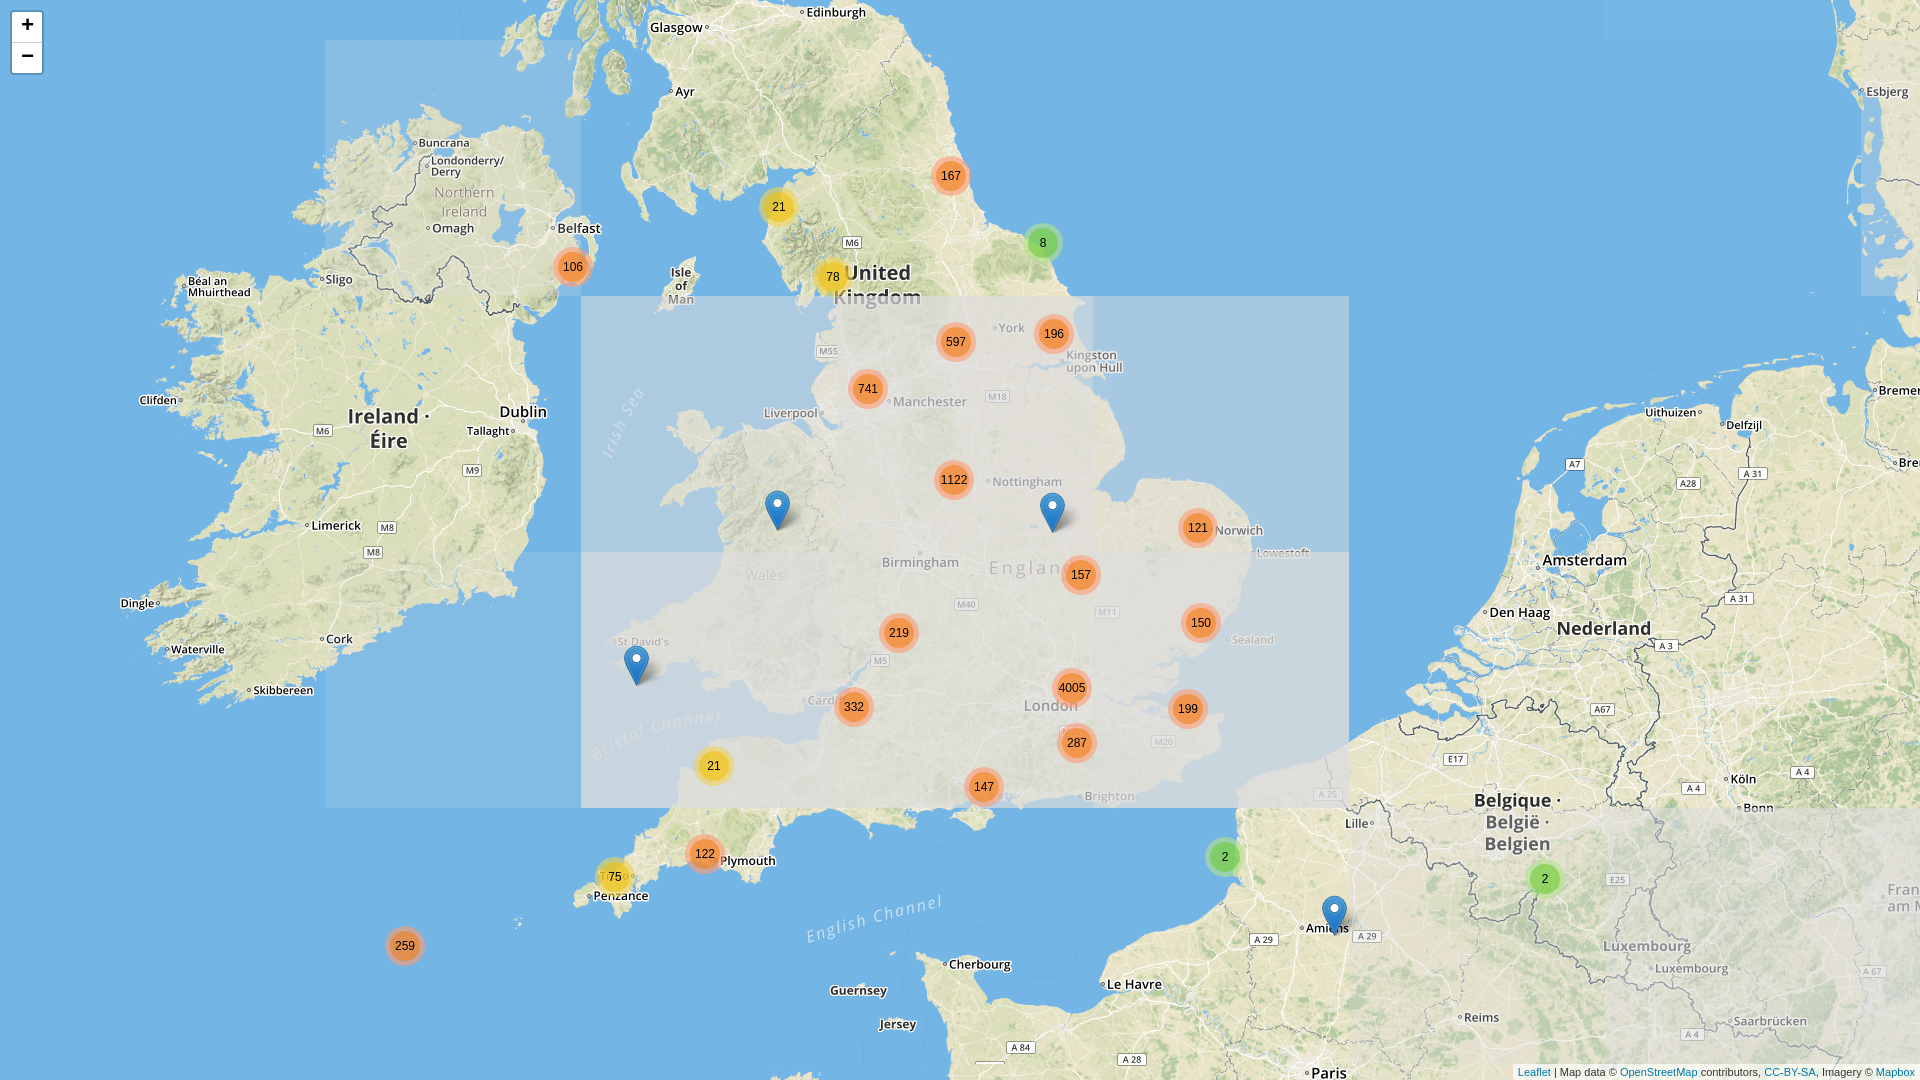 +
−
Edinburgh
Glasgow
Ayr
Esbjerg
Buncrana
Londonderry/
Derry
167
Northern
Ireland
21
Omagh
Belfast
M6
8
106
Sligo
Isle
of
Man
78
United
Kingdom
Béal an
Mhuirthead
York
196
597
M55
Kingston
upon Hull
741
Clifden
Irish Sea
Liverpool
Manchester
M18
Bremer
Ireland ·
Éire
Dublin
Tallaght
M6
Uithuizen
Delfzijl
M9
1122
Nottingham
A7
A 31
A28
Bre
Limerick
M8
M8
121
Norwich
Lowestoft
Birmingham
Englan
157
Wales
Amsterdam
Dingle
M40
M11
A 31
Den Haag
Nederland
219
150
Sealand
Cork
Waterville
St David's
M5
A 3
Skibbereen
4005
London
Cardiff
332
199
A67
Bristol Channel
287
M20
E17
21
147
Brighton
A 25
Köln
A 4
A 4
Bonn
Belgique ·
België ·
Belgien
Lille
122
Plymouth
2
75
Penzance
2
E25
Fran
am M
English Channel
Amiens
A 29
A 29
259
Luxembourg
Luxembourg
A 67
Cherbourg
Le Havre
Guernsey
Jersey
Reims
Saarbrücken
A 84
A 28
A 4
Paris
Leaflet | Map data © OpenStreetMap contributors, CC-BY-SA, Imagery © Mapbox